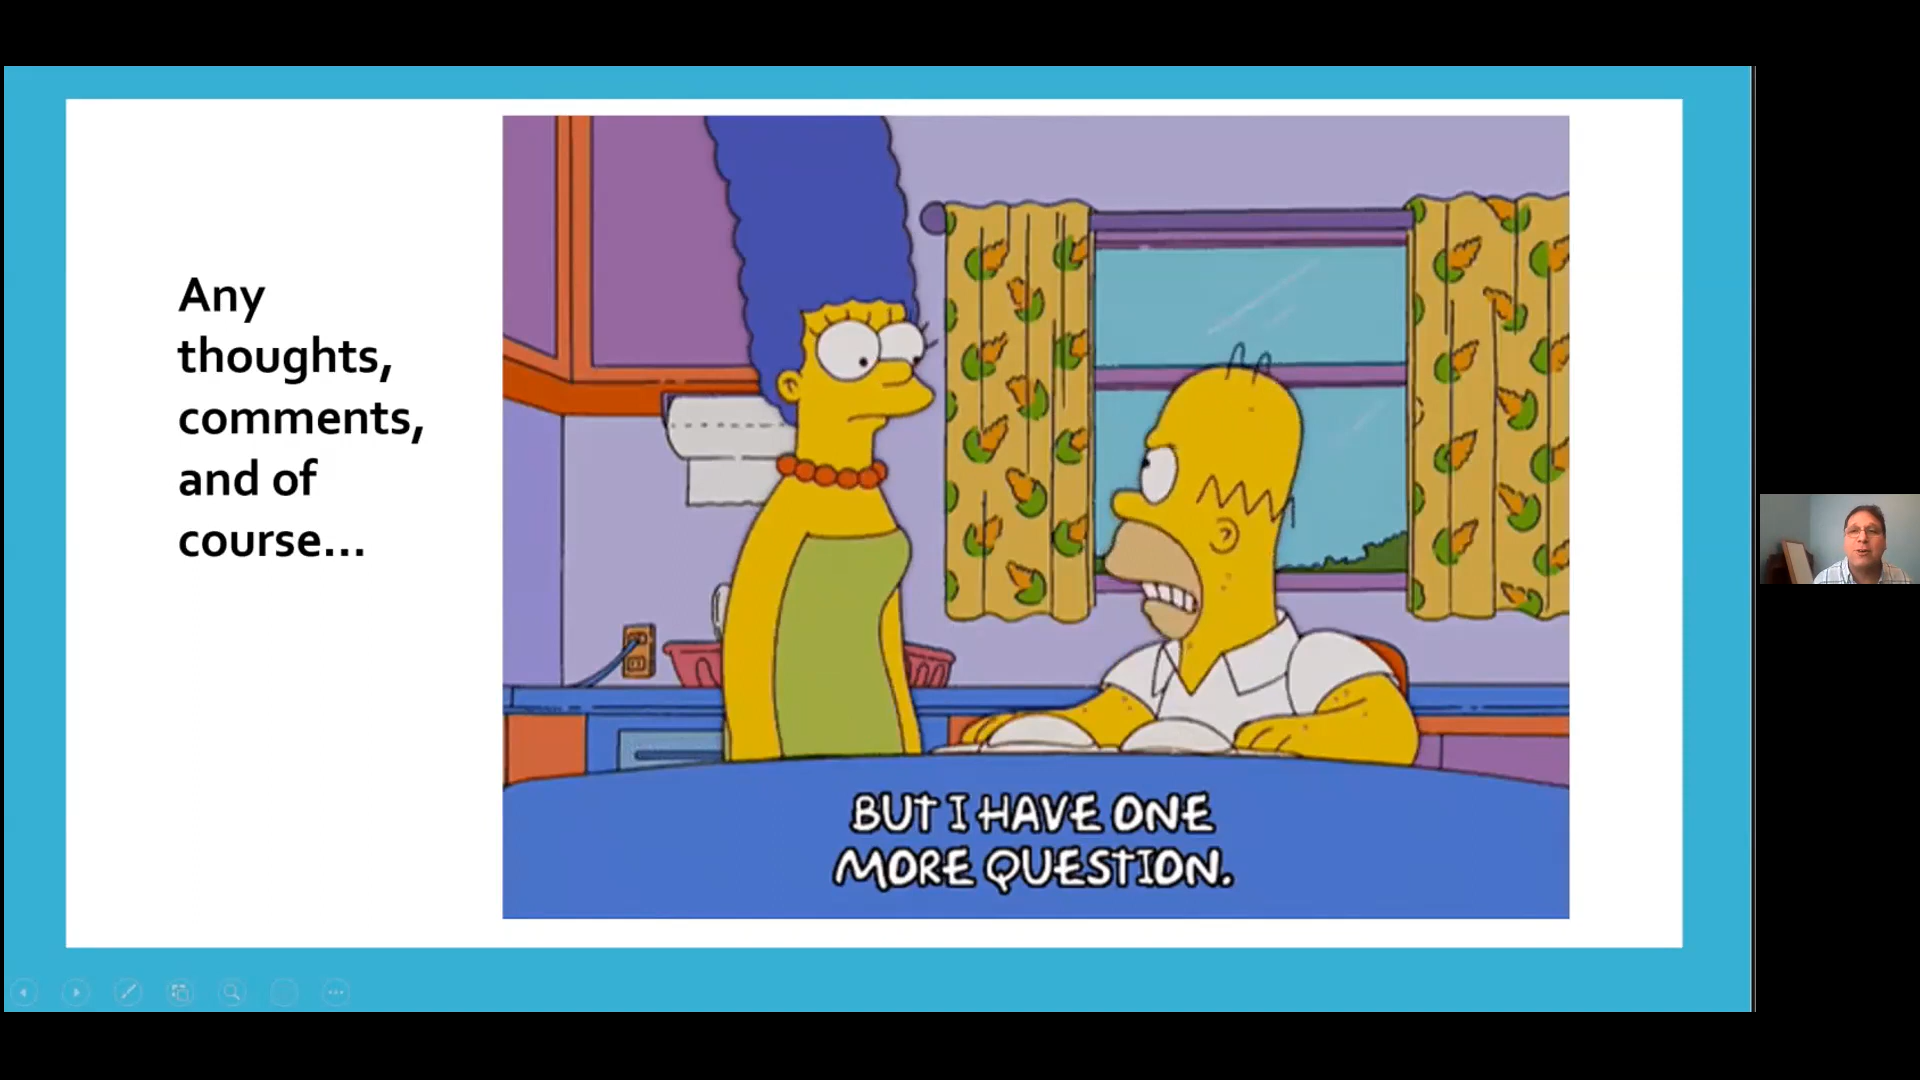 Any
thoughts,
comments,
and of
course...
BUT I HAVE ONE
MORE QUESTION.